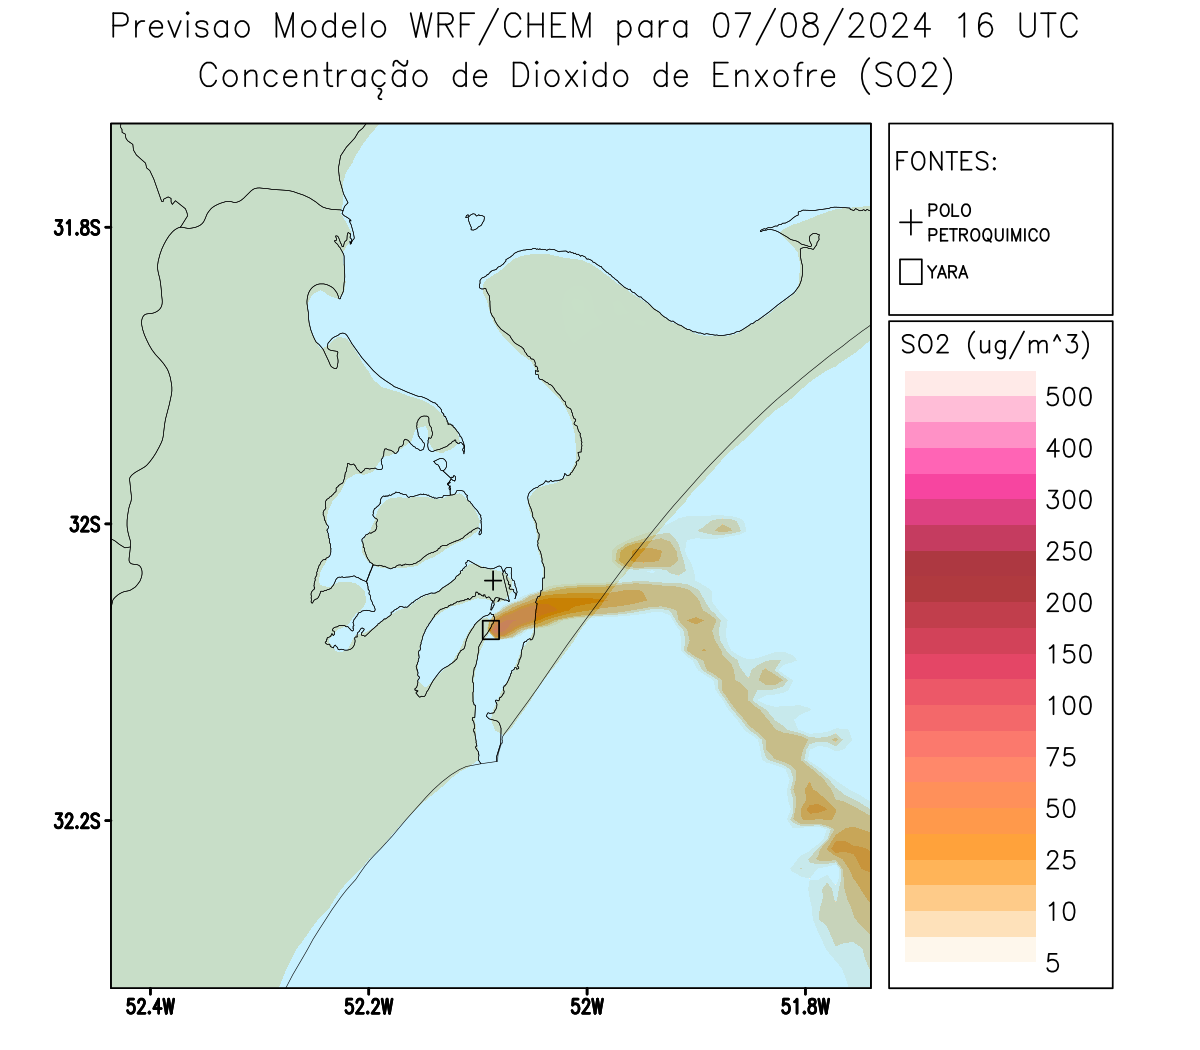 Previsao Modelo WRF/CHEM para 07/08/2024 16 UTC
Concentração de Dioxido de Enxofre (SO2)
FONTES:
POLO
PETROQUIMICO
YARA
31.8S
32S
32.2S
52.4W
52.2W
52W
51.8W
SO2 (ug/m^3)
500
400
300
250
200
150
100
75
50
25
10
5